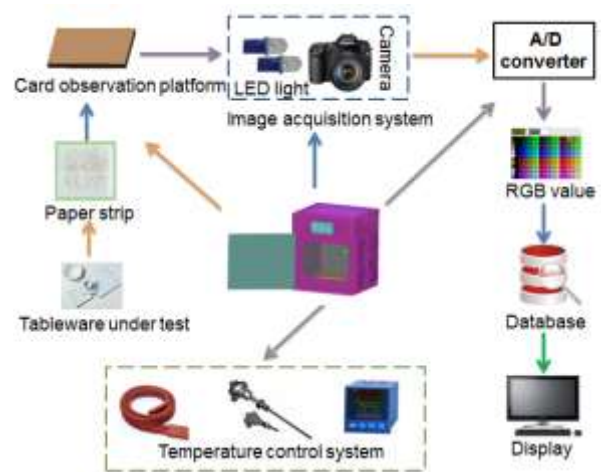 Card observation platform
LED light
Camera
Image acquisition system
A/D
converter
Paper strip
RGB value
Tableware under test
Database
Temperature control system
Display